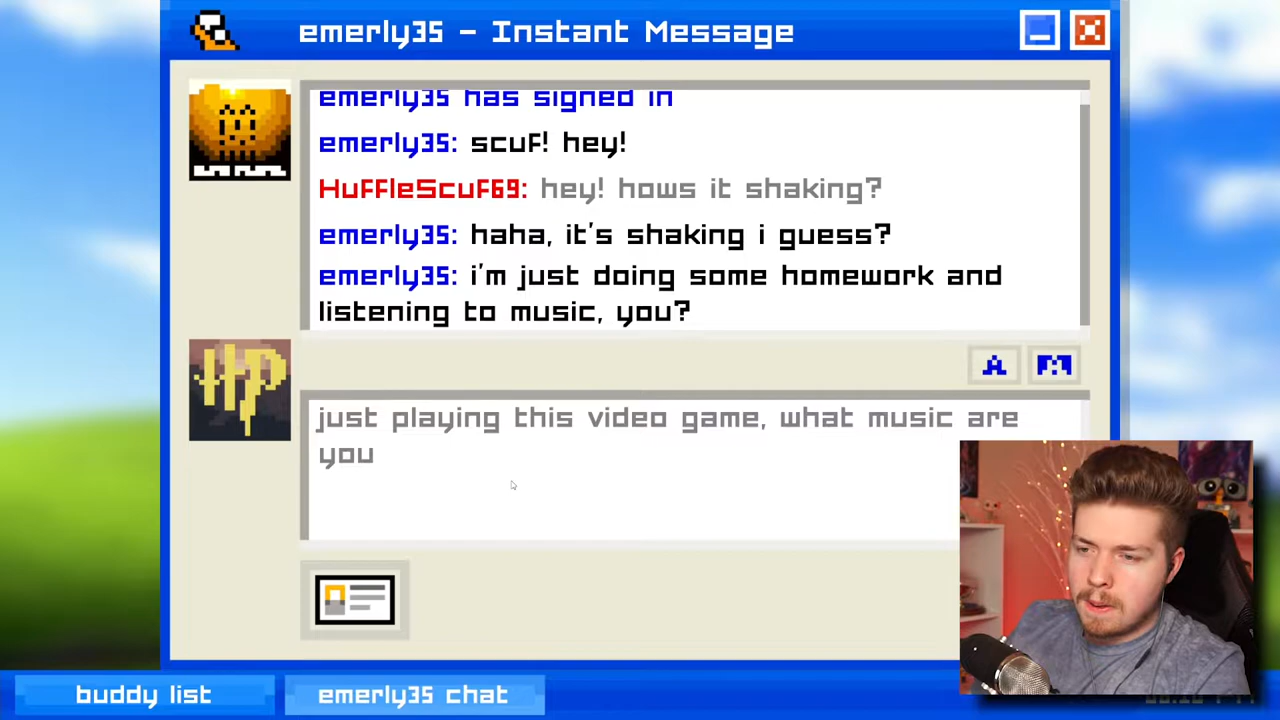 emerly35 - Instant Message
emerly35 has signed in
emerly35: scuf! hey!
HuffleScuf69: hey! hows it shaking?
emerly35: haha, it's shaking i guess?
emerly35: i'm just doing some homework and
listening to music, you?
A
just playing this video game, what music are
you
buddy list
emerly35 chat